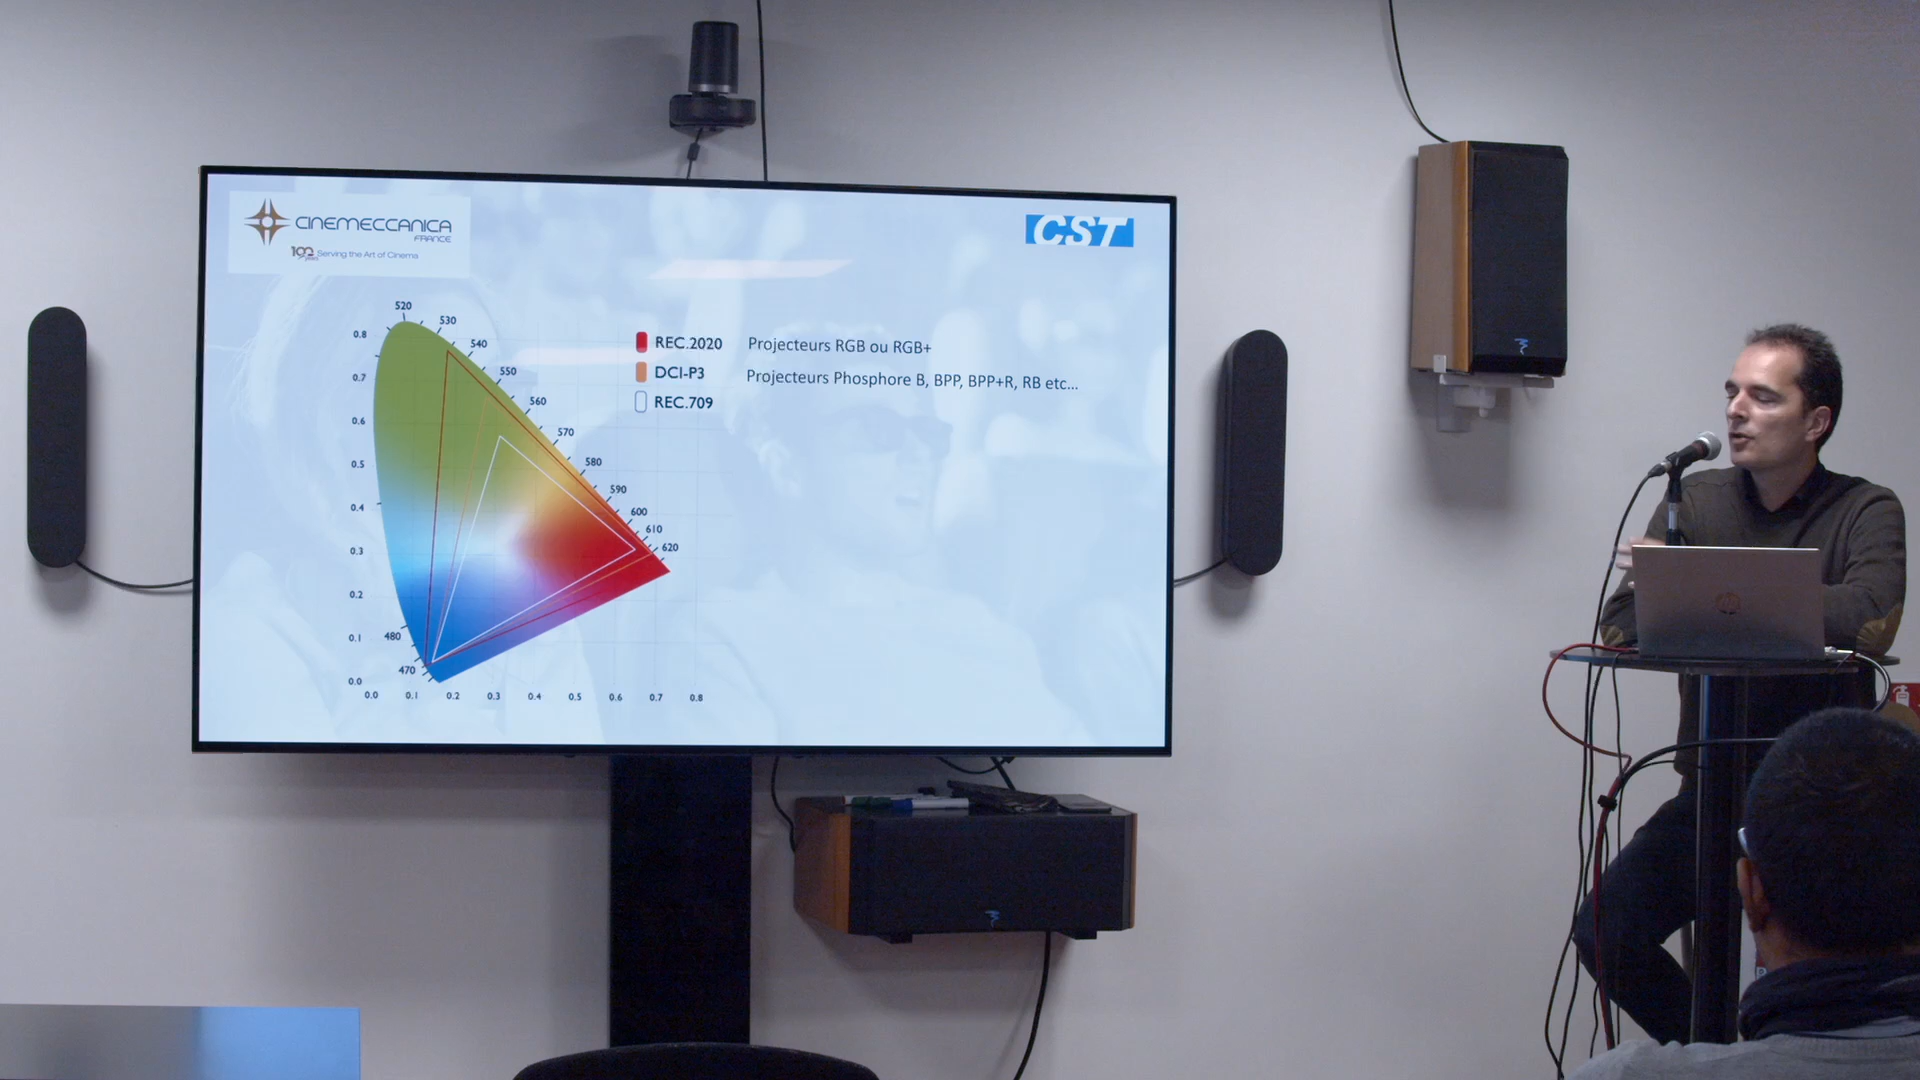 CINEMECCANICA
FRANCE
100 years Serving the Art of Cinema
CST
REC.2020 Projecteurs RGB ou RGB+
DCI-P3 Projecteurs Phosphore B, BPP, BPP+R, RB etc...
REC.709
520
530
540
550
560
570
580
590
600
610
620
480
470
0.8
0.7
0.6
0.5
0.4
0.3
0.2
0.1
0.0
0.0 0.1 0.2 0.3 0.4 0.5 0.6 0.7 0.8